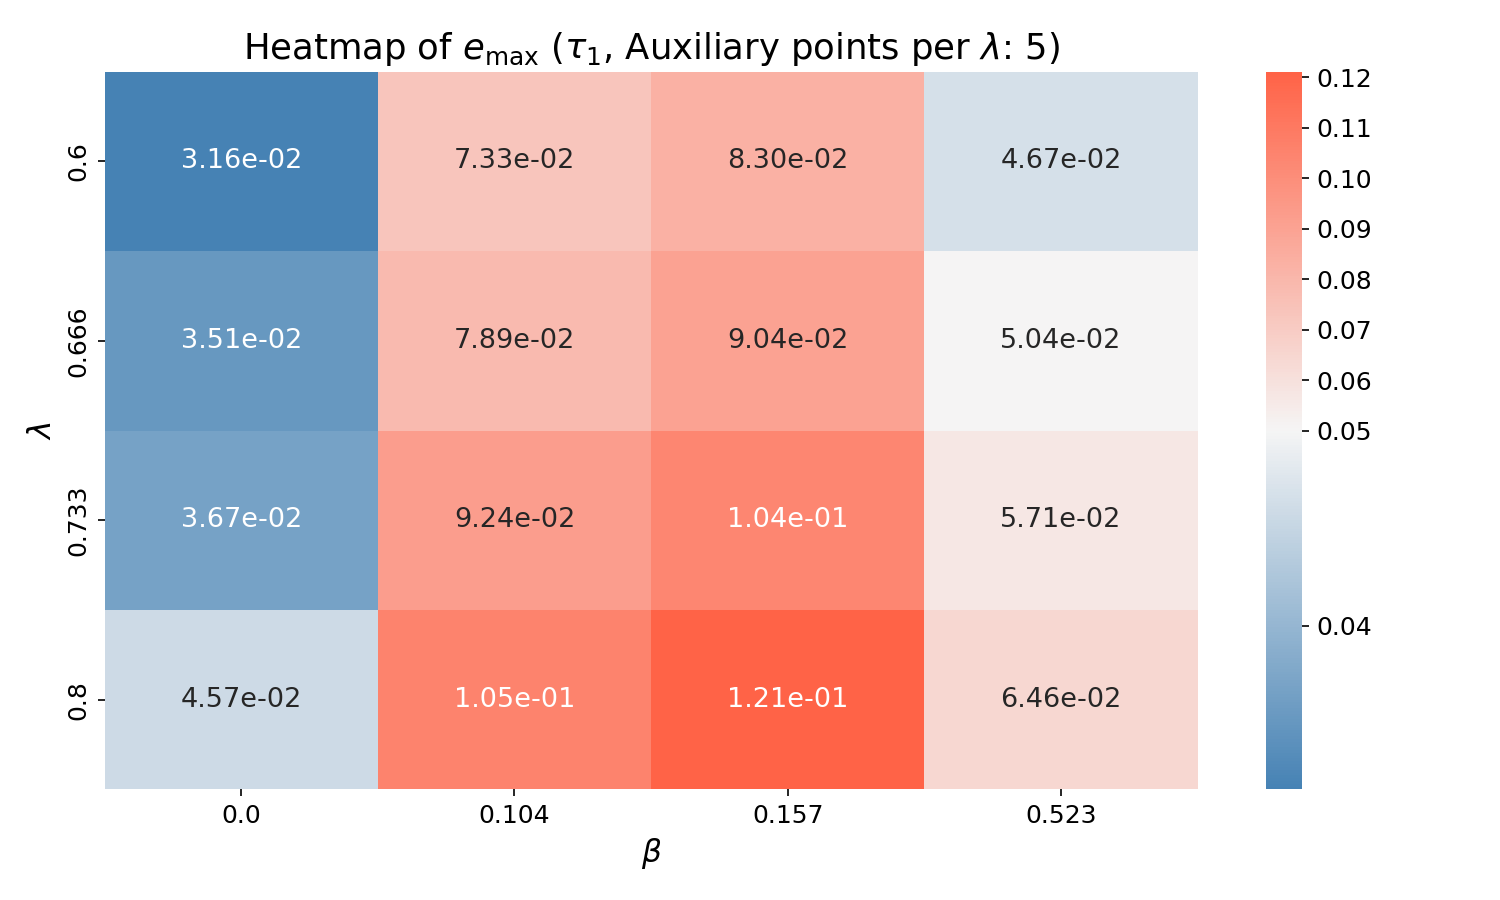 Heatmap of e_max (τ_1, Auxiliary points per λ: 5)
0.6 3.16e-02 7.33e-02 8.30e-02 4.67e-02
0.666 3.51e-02 7.89e-02 9.04e-02 5.04e-02
0.733 3.67e-02 9.24e-02 1.04e-01 5.71e-02
0.8 4.57e-02 1.05e-01 1.21e-01 6.46e-02
λ
0.0 0.104 0.157 0.523
β
0.12
0.11
0.10
0.09
0.08
0.07
0.06
0.05
0.04